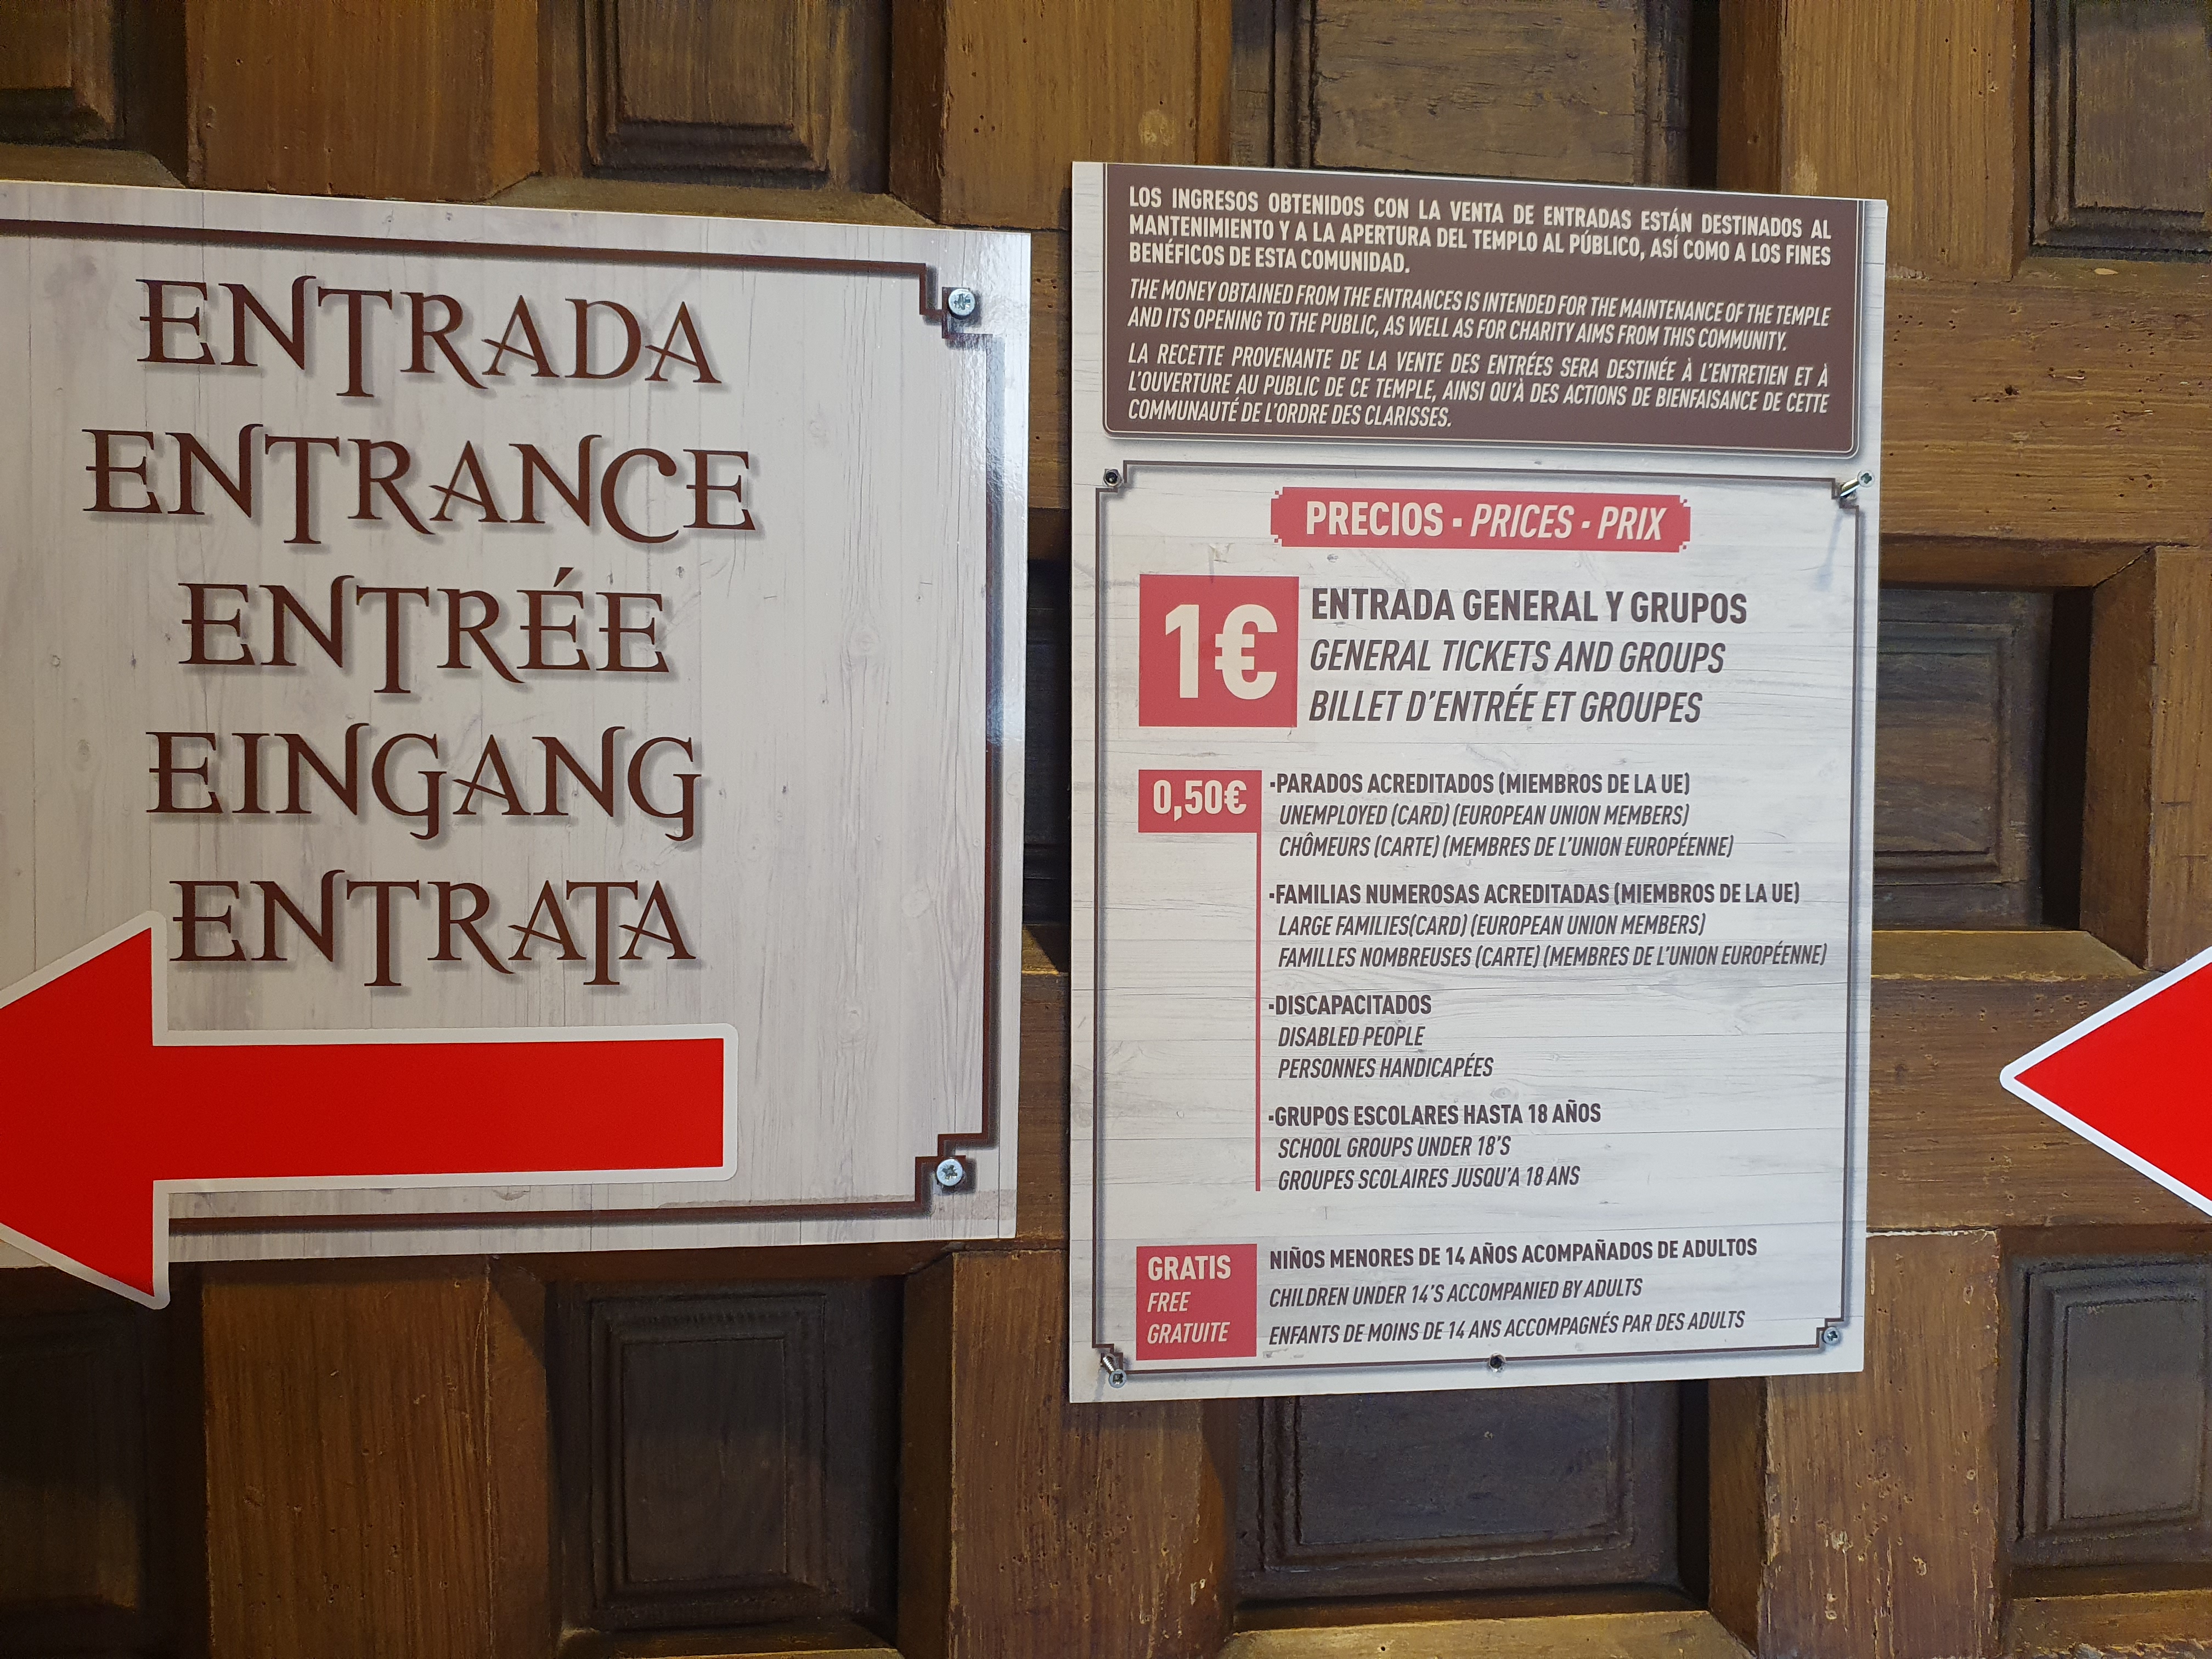 ENTRADA
ENTRANCE
ENTRÉE
EINGANG
ENTRATA
LOS INGRESOS OBTENIDOS CON LA VENTA DE ENTRADAS ESTÁN DESTINADOS AL
MANTENIMIENTO Y A LA APERTURA DEL TEMPLO AL PÚBLICO, ASÍ COMO A LOS FINES
BENÉFICOS DE ESTA COMUNIDAD.
THE MONEY OBTAINED FROM THE ENTRANCES IS INTENDED FOR THE MAINTENANCE OF THE TEMPLE
AND ITS OPENING TO THE PUBLIC, AS WELL AS FOR CHARITY AIMS FROM THIS COMMUNITY.
LA RECETTE PROVENANTE DE LA VENTE DES ENTRÉES SERA DESTINÉE À L'ENTRETIEN ET À
L'OUVERTURE AU PUBLIC DE CE TEMPLE, AINSI QU'À DES ACTIONS DE BIENFAISANCE DE CETTE
COMMUNAUTÉ DE L'ORDRE DES CLARISSES.
PRECIOS · PRICES · PRIX
1€
ENTRADA GENERAL Y GRUPOS
GENERAL TICKETS AND GROUPS
BILLET D'ENTRÉE ET GROUPES
0,50€
·PARADOS ACREDITADOS (MIEMBROS DE LA UE)
UNEMPLOYED (CARD) (EUROPEAN UNION MEMBERS)
CHÔMEURS (CARTE) (MEMBRES DE L'UNION EUROPÉENNE)
·FAMILIAS NUMEROSAS ACREDITADAS (MIEMBROS DE LA UE)
LARGE FAMILIES(CARD) (EUROPEAN UNION MEMBERS)
FAMILLES NOMBREUSES (CARTE) (MEMBRES DE L'UNION EUROPÉENNE)
·DISCAPACITADOS
DISABLED PEOPLE
PERSONNES HANDICAPÉES
·GRUPOS ESCOLARES HASTA 18 AÑOS
SCHOOL GROUPS UNDER 18'S
GROUPES SCOLAIRES JUSQU'A 18 ANS
GRATIS
FREE
GRATUITE
NIÑOS MENORES DE 14 AÑOS ACOMPAÑADOS DE ADULTOS
CHILDREN UNDER 14'S ACCOMPANIED BY ADULTS
ENFANTS DE MOINS DE 14 ANS ACCOMPAGNÉS PAR DES ADULTS